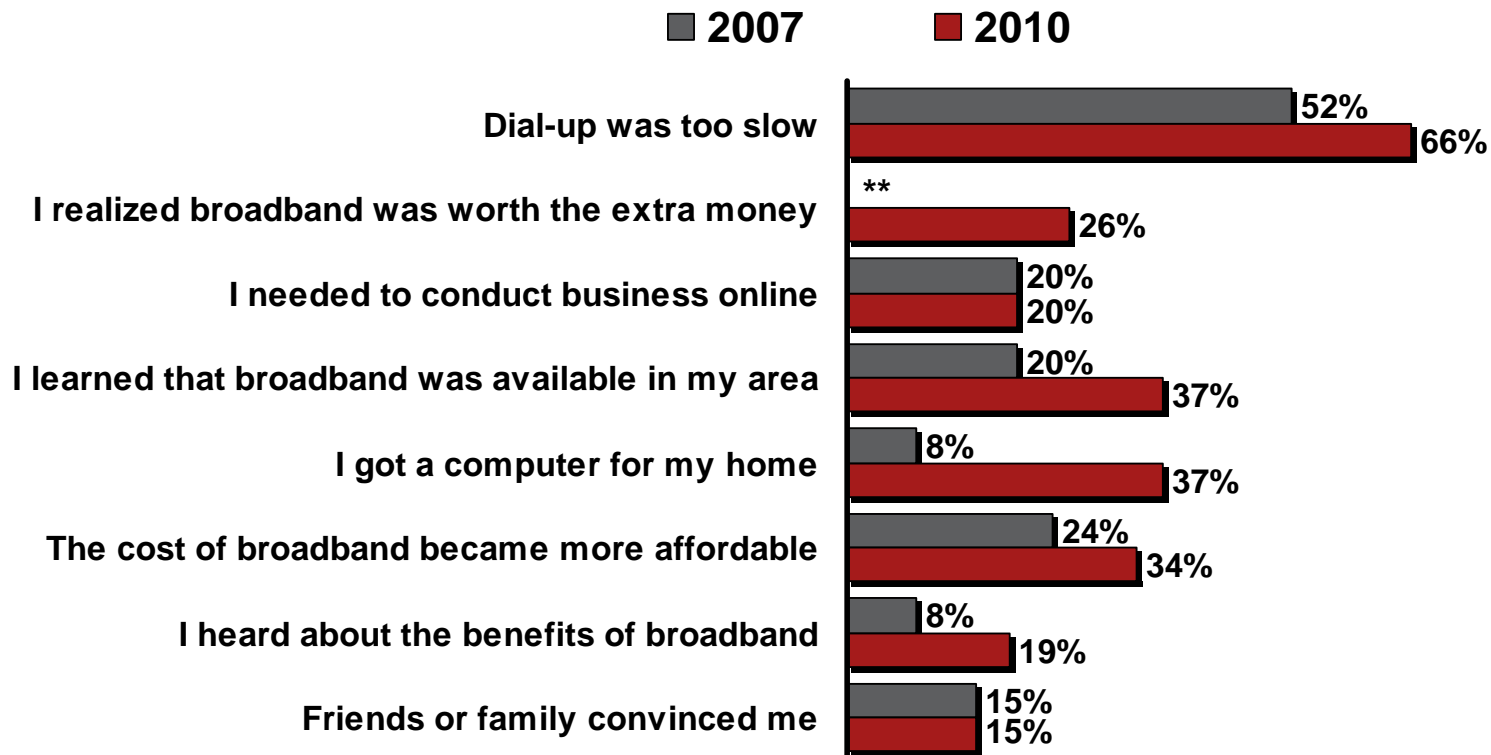 2007 2010
Dial-up was too slow
52%
66%
**
I realized broadband was worth the extra money
26%
I needed to conduct business online
20%
20%
I learned that broadband was available in my area
20%
37%
I got a computer for my home
8%
37%
The cost of broadband became more affordable
24%
34%
I heard about the benefits of broadband
8%
19%
Friends or family convinced me
15%
15%